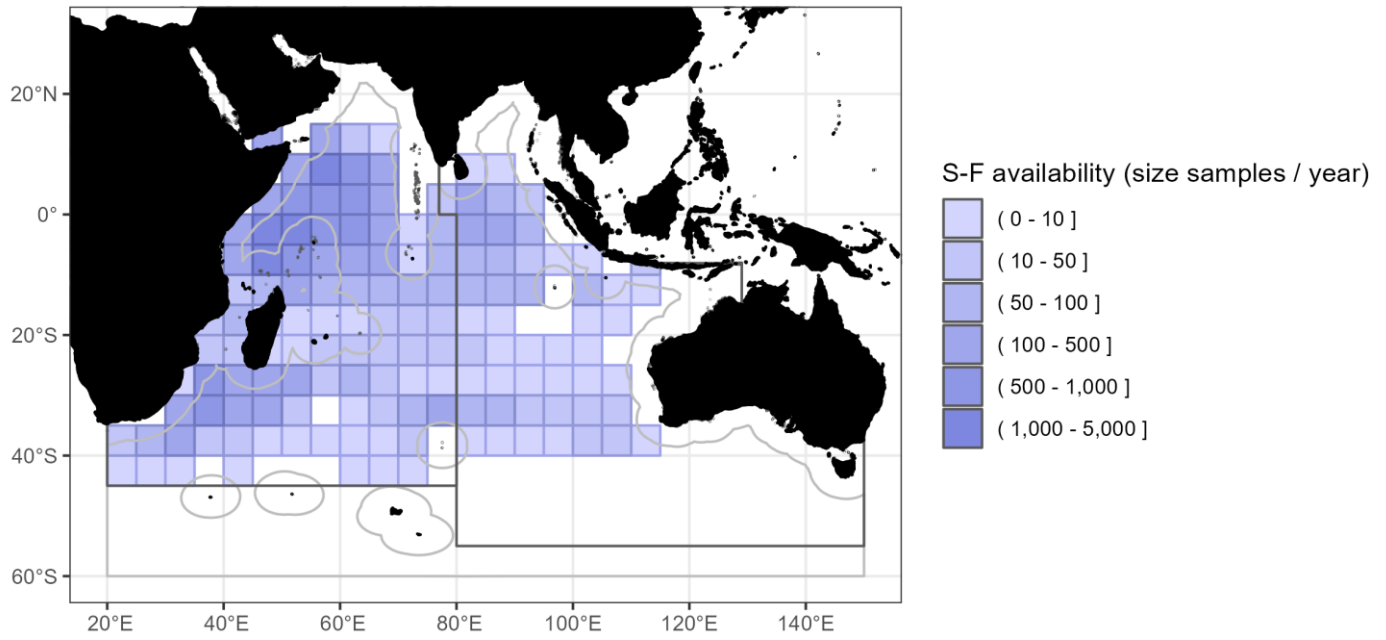 20°N
0°
20°S
40°S
60°S
20°E
40°E
60°E
80°E
100°E
120°E
140°E
S-F availability (size samples / year)
( 0 - 10 ]
( 10 - 50 ]
( 50 - 100 ]
( 100 - 500 ]
( 500 - 1,000 ]
( 1,000 - 5,000 ]